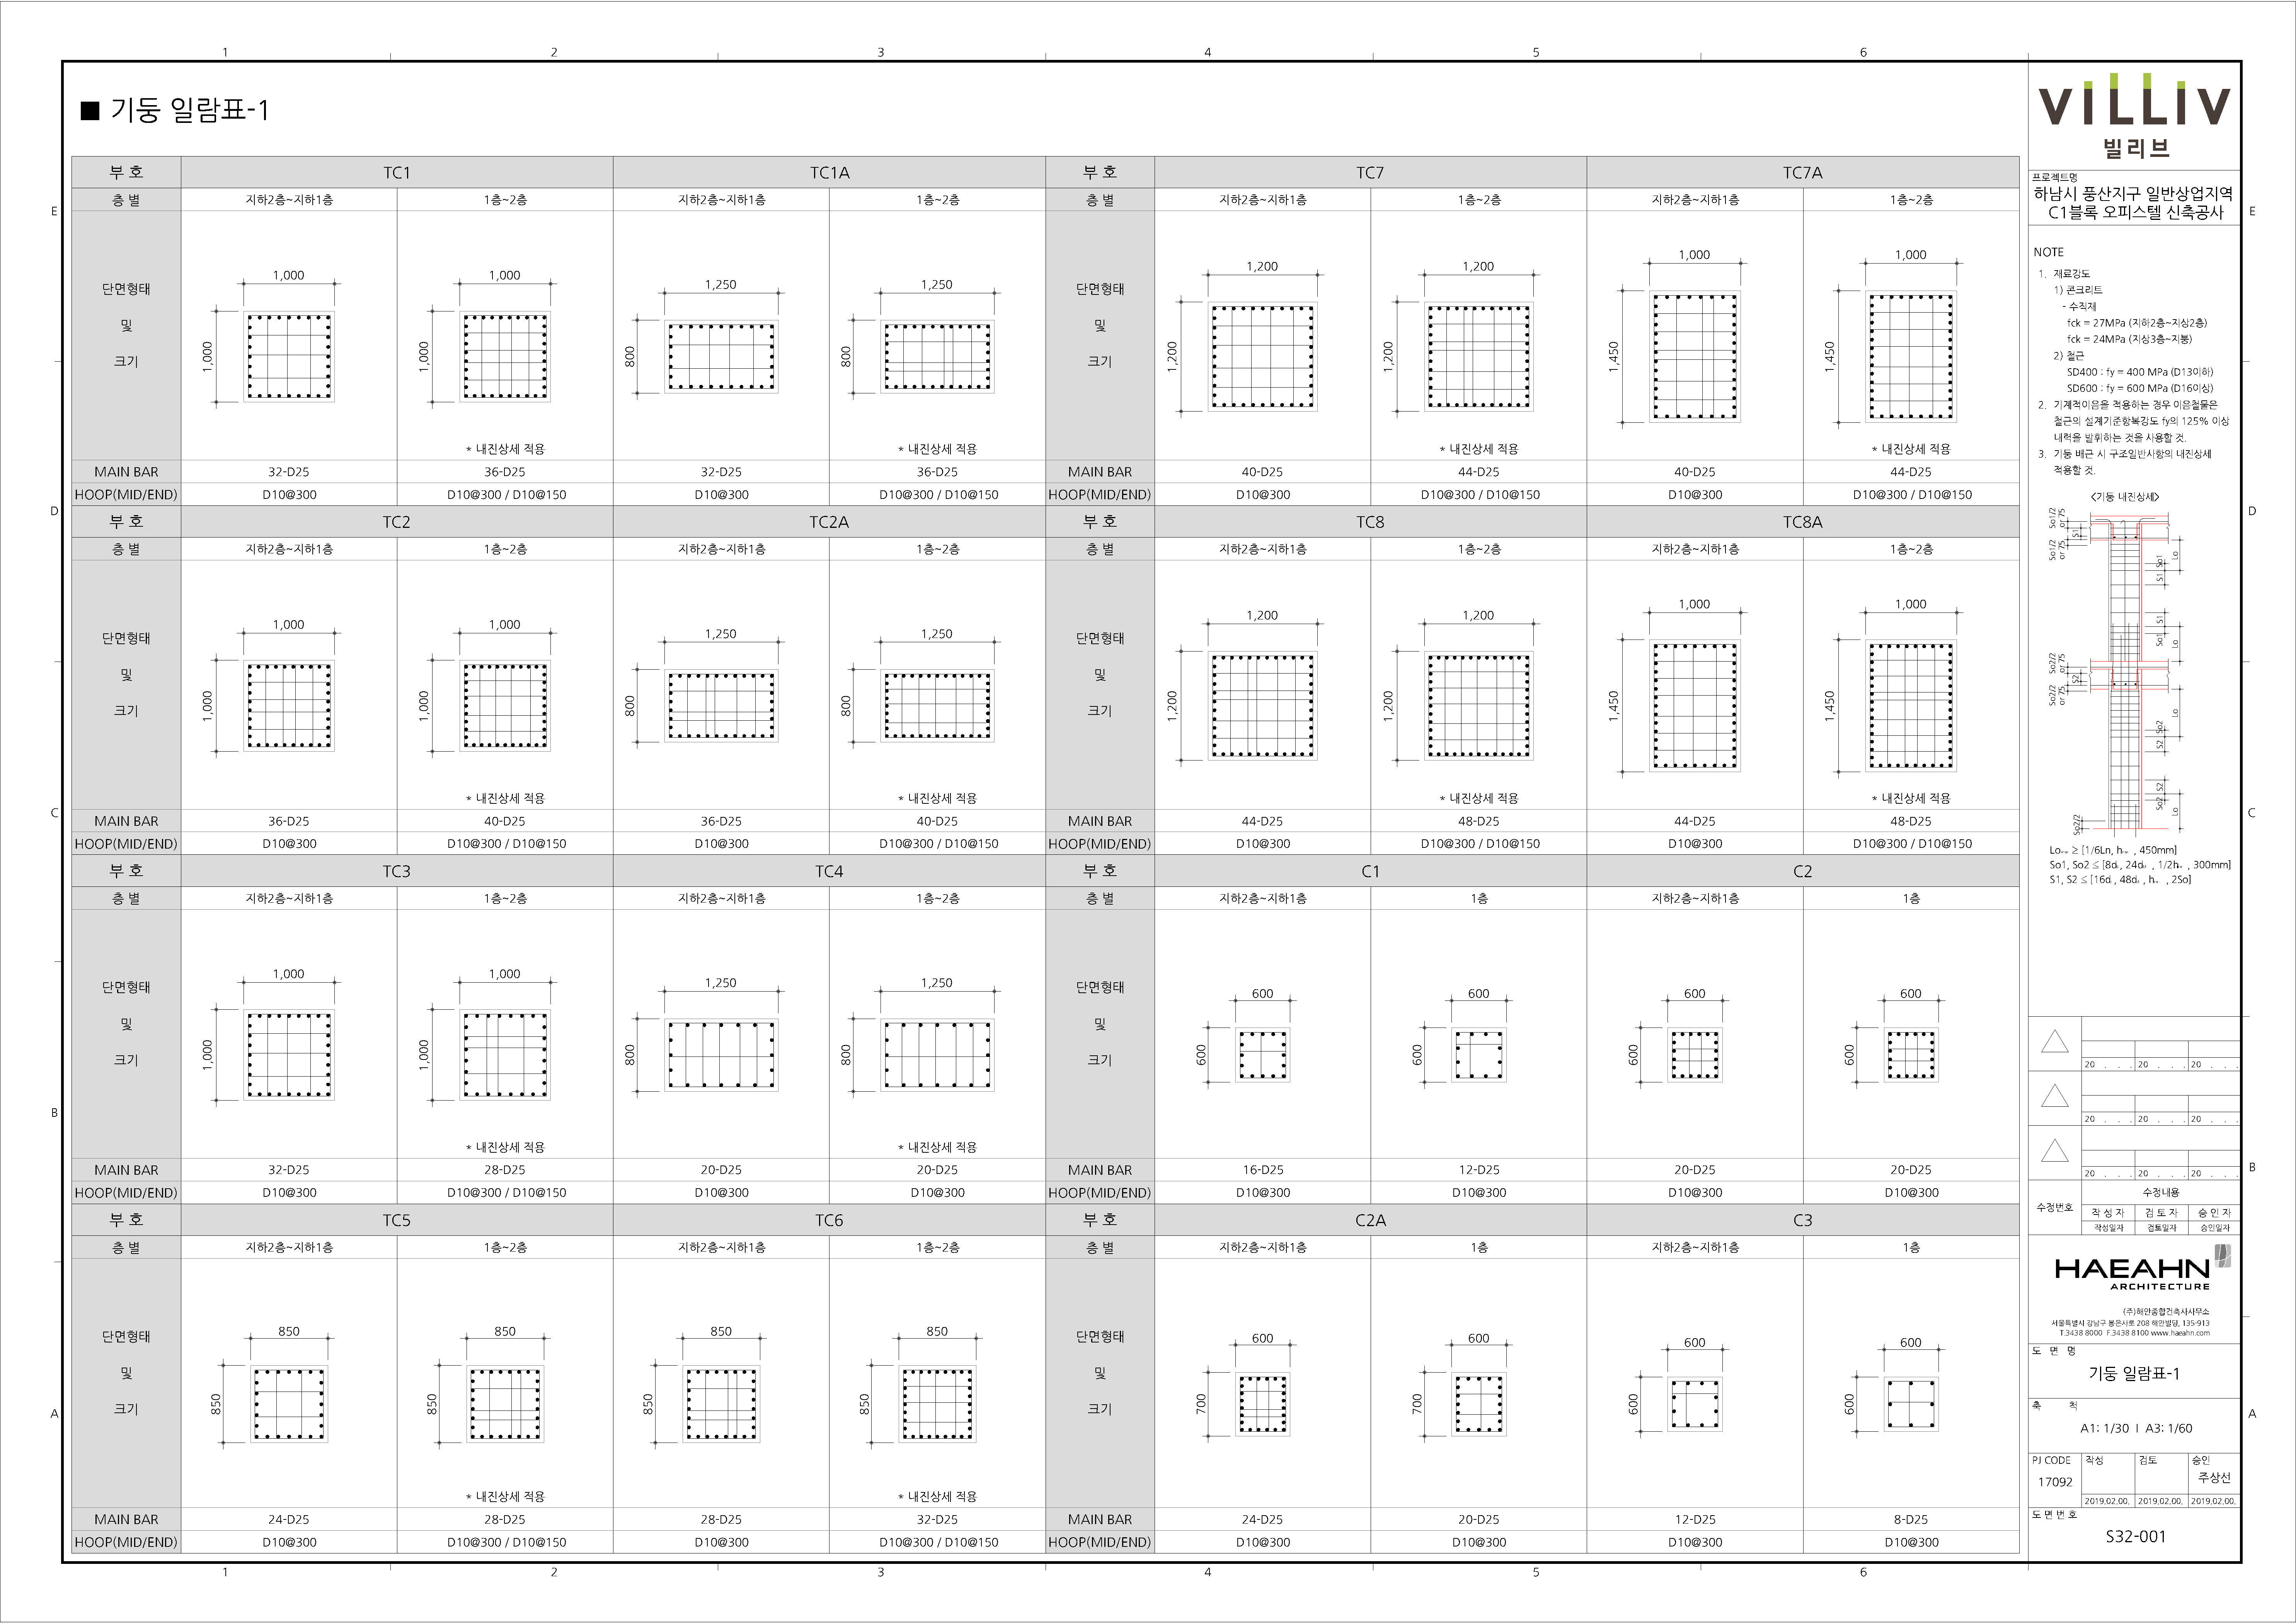 1 2 3 4 5 6
■ 기둥 일람표-1
부 호 TC1 TC1A 부 호 TC7 TC7A
층 별 지하2층~지하1층 1층~2층 지하2층~지하1층 1층~2층 층 별 지하2층~지하1층 1층~2층 지하2층~지하1층 1층~2층
단면형태 및 크기 1,000 1,000 1,000 1,000 1,250 800 1,250 800 단면형태 및 크기 1,200 1,200 1,200 1,200 1,000 1,450 1,000 1,450
* 내진상세 적용 * 내진상세 적용 * 내진상세 적용 * 내진상세 적용
MAIN BAR 32-D25 36-D25 32-D25 36-D25 MAIN BAR 40-D25 44-D25 40-D25 44-D25
HOOP(MID/END) D10@300 D10@300 / D10@150 D10@300 D10@300 / D10@150 HOOP(MID/END) D10@300 D10@300 / D10@150 D10@300 D10@300 / D10@150
부 호 TC2 TC2A 부 호 TC8 TC8A
층 별 지하2층~지하1층 1층~2층 지하2층~지하1층 1층~2층 층 별 지하2층~지하1층 1층~2층 지하2층~지하1층 1층~2층
단면형태 및 크기 1,000 1,000 1,000 1,000 1,250 800 1,250 800 단면형태 및 크기 1,200 1,200 1,200 1,200 1,000 1,450 1,000 1,450
* 내진상세 적용 * 내진상세 적용 * 내진상세 적용 * 내진상세 적용
MAIN BAR 36-D25 40-D25 36-D25 40-D25 MAIN BAR 44-D25 48-D25 44-D25 48-D25
HOOP(MID/END) D10@300 D10@300 / D10@150 D10@300 D10@300 / D10@150 HOOP(MID/END) D10@300 D10@300 / D10@150 D10@300 D10@300 / D10@150
부 호 TC3 TC4 부 호 C1 C2
층 별 지하2층~지하1층 1층~2층 지하2층~지하1층 1층~2층 층 별 지하2층~지하1층 1층 지하2층~지하1층 1층
단면형태 및 크기 1,000 1,000 1,000 1,000 1,250 800 1,250 800 단면형태 및 크기 600 600 600 600 600 600 600 600
* 내진상세 적용 * 내진상세 적용
MAIN BAR 32-D25 28-D25 20-D25 20-D25 MAIN BAR 16-D25 12-D25 20-D25 20-D25
HOOP(MID/END) D10@300 D10@300 / D10@150 D10@300 D10@300 HOOP(MID/END) D10@300 D10@300 D10@300 D10@300
부 호 TC5 TC6 부 호 C2A C3
층 별 지하2층~지하1층 1층~2층 지하2층~지하1층 1층~2층 층 별 지하2층~지하1층 1층 지하2층~지하1층 1층
단면형태 및 크기 850 850 850 850 850 850 850 850 단면형태 및 크기 600 700 600 700 600 600 600 600
* 내진상세 적용 * 내진상세 적용
MAIN BAR 24-D25 28-D25 28-D25 32-D25 MAIN BAR 24-D25 20-D25 12-D25 8-D25
HOOP(MID/END) D10@300 D10@300 / D10@150 D10@300 D10@300 / D10@150 HOOP(MID/END) D10@300 D10@300 D10@300 D10@300
1 2 3 4 5 6
E D C B A
E D C B A
VILLIV
빌리브
프로젝트명
하남시 풍산지구 일반상업지역
C1블록 오피스텔 신축공사
NOTE
1. 재료강도
1) 콘크리트
- 수직재
fck = 27MPa (지하2층~지상2층)
fck = 24MPa (지상3층~지붕)
2) 철근
SD400 : fy = 400 MPa (D13이하)
SD600 : fy = 600 MPa (D16이상)
2. 기계적이음을 적용하는 경우 이음철물은
철근의 설계기준항복강도 fy의 125% 이상
내력을 발휘하는 것을 사용할 것.
3. 기둥 배근 시 구조일반사항의 내진상세
적용할 것.
<기둥 내진상세>
So1/2 or 75 S1
So1/2 or 75
So1 S1 Lo
S1 So1 Lo
So2/2 or 75 S2
So2/2 or 75
Lo So2 S2
S2 So2 Lo
So2/2
Lo ≥ [1/6Ln, h , 450mm]
So1, So2 ≤ [8d , 24d , 1/2h , 300mm]
S1, S2 ≤ [16d , 48d , h , 2So]
20 . . . 20 . . . 20 . . .
20 . . . 20 . . . 20 . . .
20 . . . 20 . . . 20 . . .
수정번호 수정내용
작 성 자 검 토 자 승 인 자
작성일자 검토일자 승인일자
HAEAHN
ARCHITECTURE
(주)해안종합건축사사무소
서울특별시 강남구 봉은사로 208 해안빌딩, 135-913
T.3438 8000 F.3438 8100 www.haeahn.com
도 면 명
기둥 일람표-1
축 척
A1: 1/30 I A3: 1/60
PJ CODE 작성 검토 승인
17092 주상선
2019.02.00. 2019.02.00. 2019.02.00.
도 면 번 호
S32-001